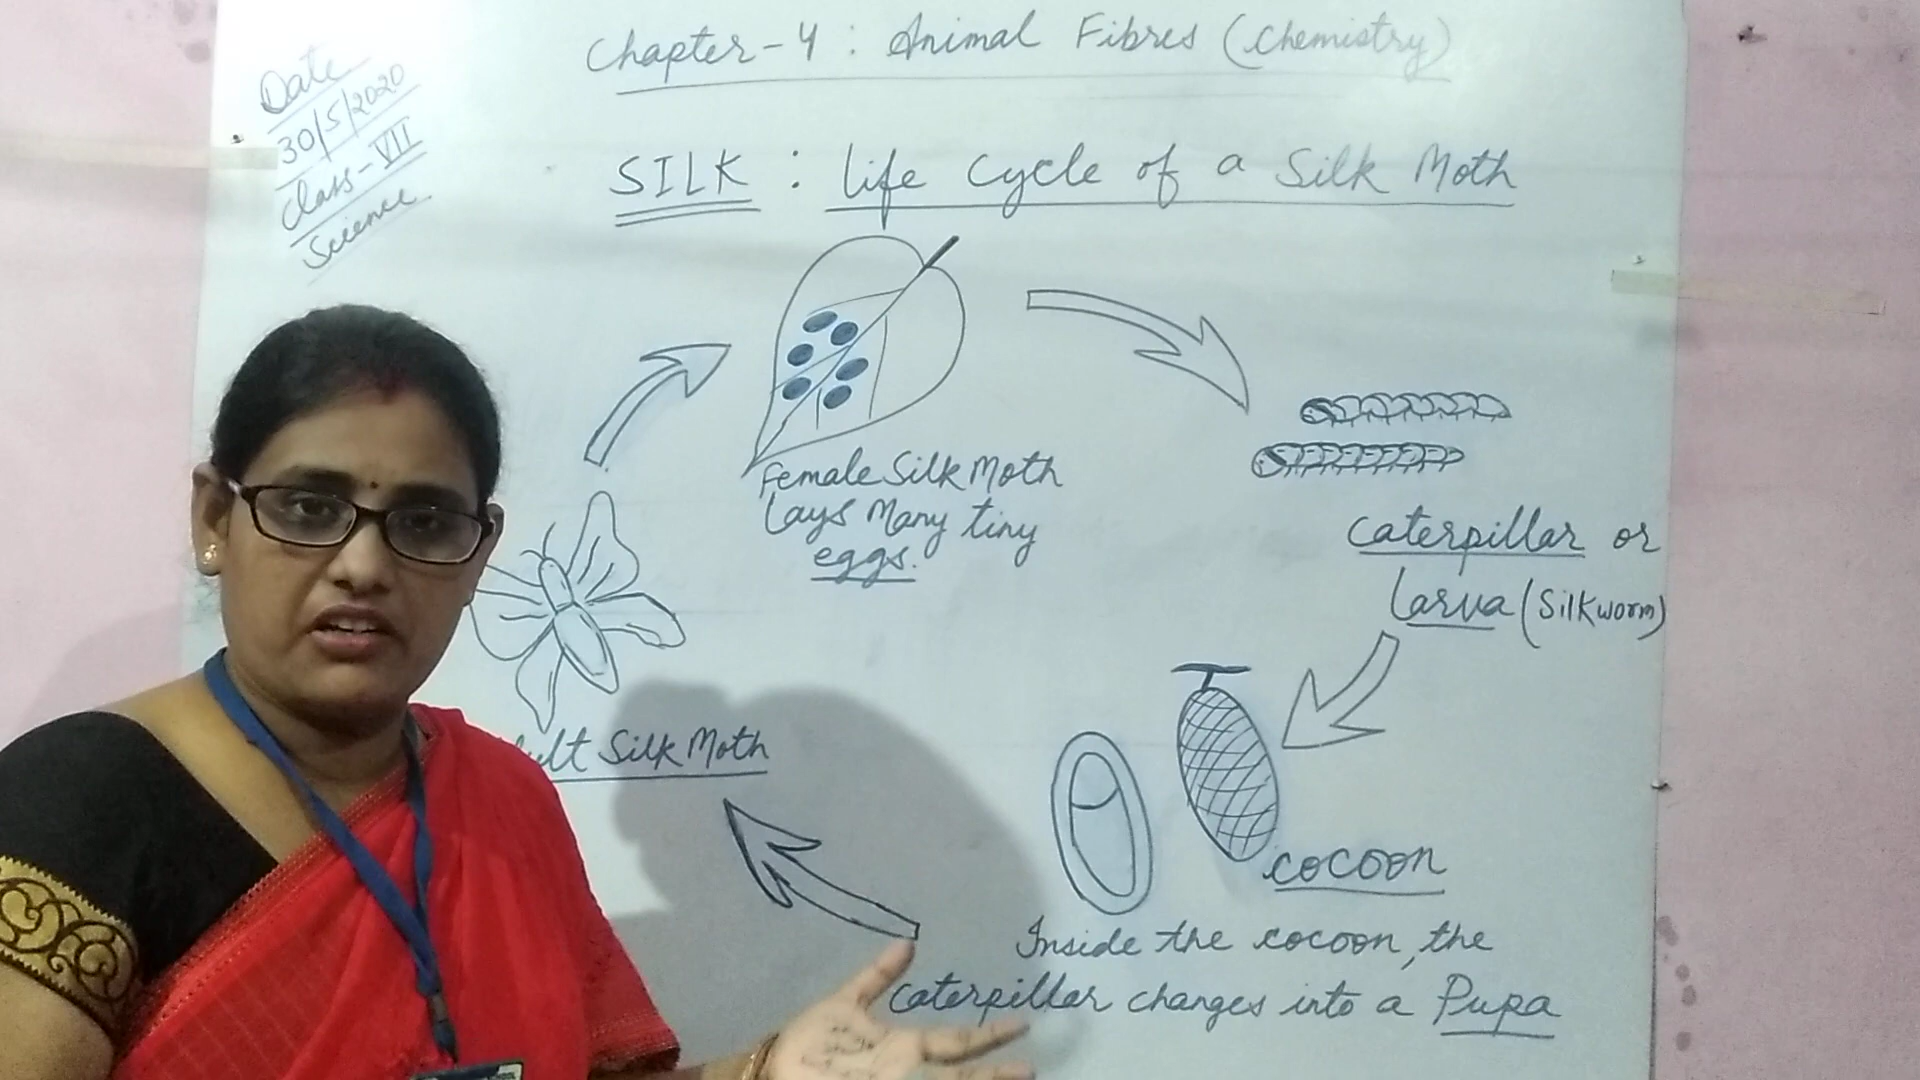 Chapter-4 : Animal Fibres (Chemistry)
Date
30/5/2020
Class-VII
Science
SILK : Life Cycle of a Silk Moth
Female Silk Moth
Lays Many tiny
eggs.
Caterpillar or
Larva (Silkworm)
Silk Moth
Cocoon
Inside the cocoon, the
caterpillar changes into a Pupa